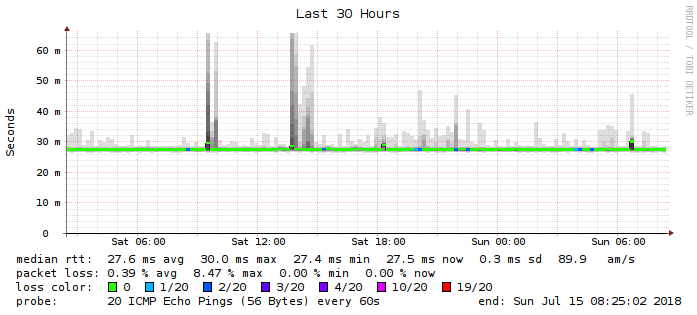 Last 30 Hours
RRDTOOL / TOBI OETIKER
Seconds
60 m
50 m
40 m
30 m
20 m
10 m
0
Sat 06:00 Sat 12:00 Sat 18:00 Sun 00:00 Sun 06:00
median rtt: 27.6 ms avg 30.0 ms max 27.4 ms min 27.5 ms now 0.3 ms sd 89.9 am/s
packet loss: 0.39 % avg 8.47 % max 0.00 % min 0.00 % now
loss color: 0 1/20 2/20 3/20 4/20 10/20 19/20
probe: 20 ICMP Echo Pings (56 Bytes) every 60s end: Sun Jul 15 08:25:02 2018